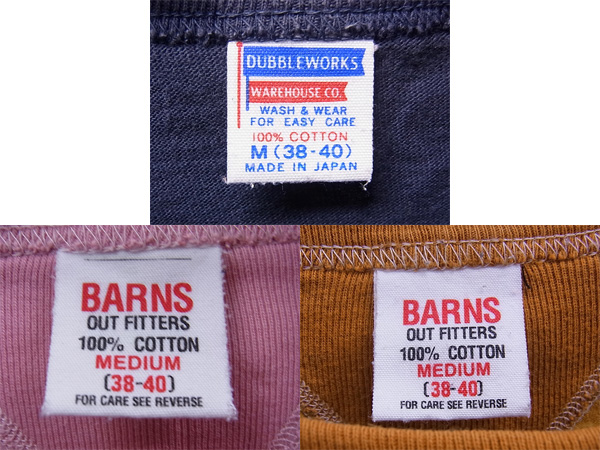 DUBBLEWORKS
WAREHOUSE CO.
WASH & WEAR
FOR EASY CARE
100% COTTON
M (38-40)
MADE IN JAPAN
BARNS
OUT FITTERS
100% COTTON
MEDIUM
(38-40)
FOR CARE SEE REVERSE
BARNS
OUT FITTERS
100% COTTON
MEDIUM
(38-40)
FOR CARE SEE REVERSE